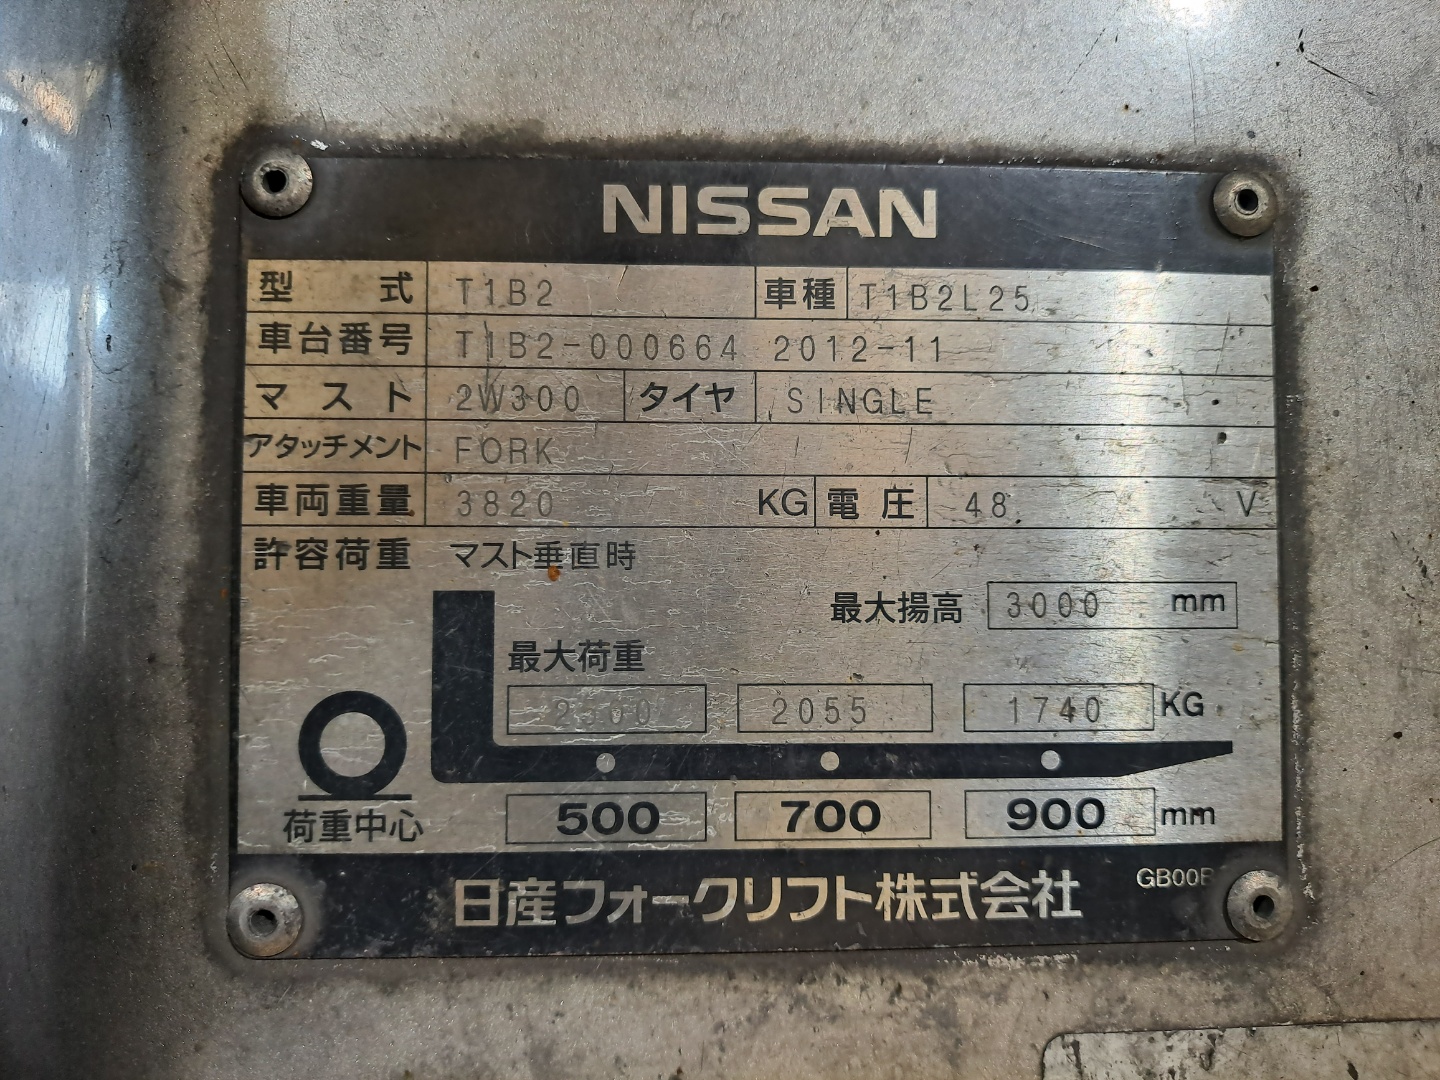 NISSAN
型式 T1B2 車種 T1B2L25
車台番号 T1B2-000664 2012-11
マスト 2W300 タイヤ SINGLE
アタッチメント FORK
車両重量 3820 KG 電圧 48 V
許容荷重 マスト垂直時
最大揚高 3000 mm
最大荷重
2500 2055 1740 KG
荷重中心 500 700 900 mm
日産フォークリフト株式会社